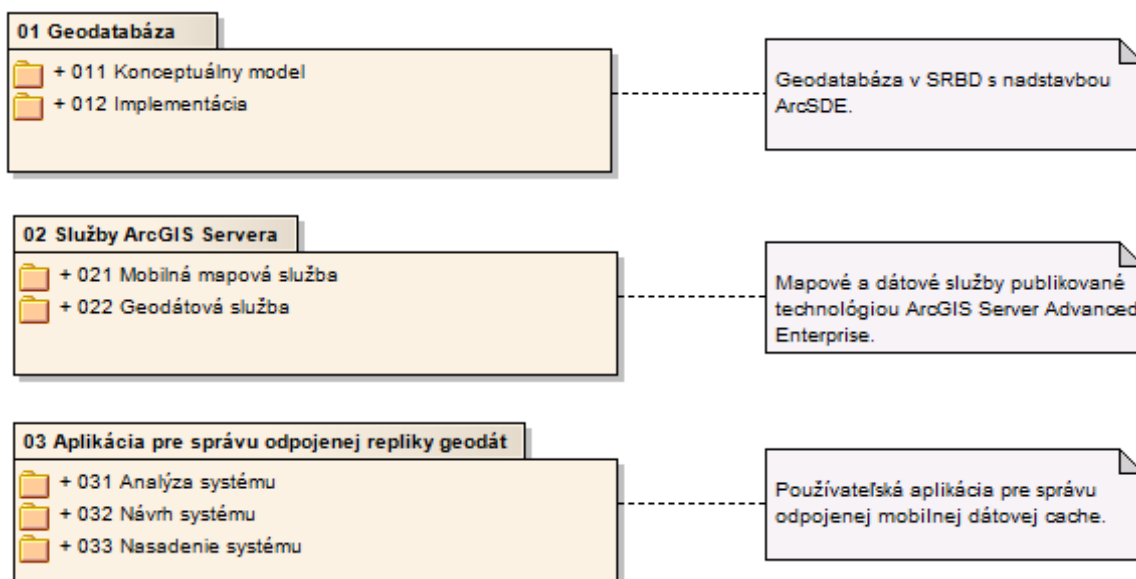 01 Geodatabáza
+ 011 Konceptuálny model
+ 012 Implementácia
Geodatabáza v SRBD s nadstavbou
ArcSDE.
02 Služby ArcGIS Servera
+ 021 Mobilná mapová služba
+ 022 Geodátová služba
Mapové a dátové služby publikované
technológiou ArcGIS Server Advanced
Enterprise.
03 Aplikácia pre správu odpojenej repliky geodát
+ 031 Analýza systému
+ 032 Návrh systému
+ 033 Nasadenie systému
Používateľská aplikácia pre správu
odpojenej mobilnej dátovej cache.